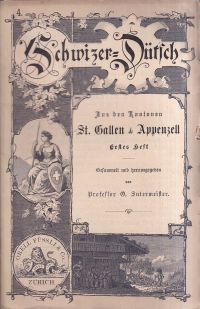 4.
Schwizer-Dütsch
Aus den Kantonen
St. Gallen & Appenzell
Erstes Heft
Gesammelt und herausgegeben
von
Professor O. Sutermeister.
ORELL FÜSSLI & CO.
ZÜRICH